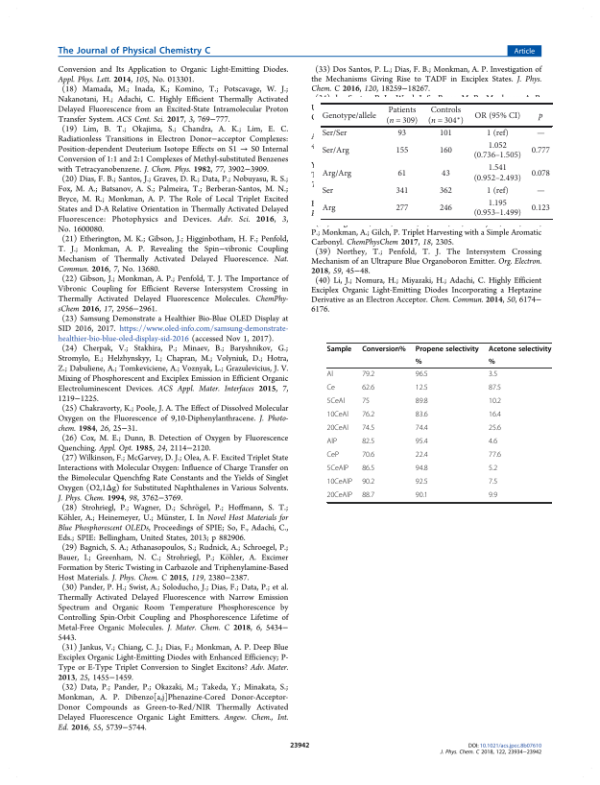 The Journal of Physical Chemistry C
Article
Conversion and Its Application to Organic Light-Emitting Diodes.
Appl. Phys. Lett. 2014, 105, No. 013301.
(18) Mamada, M.; Inada, K.; Komino, T.; Potscavage, W. J.;
Nakanotani, H.; Adachi, C. Highly Efficient Thermally Activated
Delayed Fluorescence from an Excited-State Intramolecular Proton
Transfer System. ACS Cent. Sci. 2017, 3, 769−777.
(19) Lim, B. T.; Okajima, S.; Chandra, A. K.; Lim, E. C.
Radiationless Transitions in Electron Donor−acceptor Complexes:
Position-dependent Deuterium Isotope Effects on S1 → S0 Internal
Conversion of 1:1 and 2:1 Complexes of Methyl-substituted Benzenes
with Tetracyanobenzene. J. Chem. Phys. 1982, 77, 3902−3909.
(20) Dias, F. B.; Santos, J.; Graves, D. R.; Data, P.; Nobuyasu, R. S.;
Fox, M. A.; Batsanov, A. S.; Palmeira, T.; Berberan-Santos, M. N.;
Bryce, M. R.; Monkman, A. P. The Role of Local Triplet Excited
States and D-A Relative Orientation in Thermally Activated Delayed
Fluorescence: Photophysics and Devices. Adv. Sci. 2016, 3,
No. 1600080.
(21) Etherington, M. K.; Gibson, J.; Higginbotham, H. F.; Penfold,
T. J.; Monkman, A. P. Revealing the Spin−vibronic Coupling
Mechanism of Thermally Activated Delayed Fluorescence. Nat.
Commun. 2016, 7, No. 13680.
(22) Gibson, J.; Monkman, A. P.; Penfold, T. J. The Importance of
Vibronic Coupling for Efficient Reverse Intersystem Crossing in
Thermally Activated Delayed Fluorescence Molecules. ChemPhy-
sChem 2016, 17, 2956−2961.
(23) Samsung Demonstrate a Healthier Bio-Blue OLED Display at
SID 2016, 2017. https://www.oled-info.com/samsung-demonstrate-
healthier-bio-blue-oled-display-sid-2016 (accessed Nov 1, 2017).
(24) Cherpak, V.; Stakhira, P.; Minaev, B.; Baryshnikov, G.;
Stromylo, E.; Helzhynskyy, I; Chapran, M.; Volyniuk, D.; Hotra,
Z.; Dabuliene, A.; Tomkeviciene, A.; Voznyak, L.; Grazulevicius, J. V.
Mixing of Phosphorescent and Exciplex Emission in Efficient Organic
Electroluminescent Devices. ACS Appl. Mater. Interfaces 2015, 7,
1219−1225.
(25) Chakravorty, K.; Poole, J. A. The Effect of Dissolved Molecular
Oxygen on the Fluorescence of 9,10-Diphenylanthracene. J. Photo-
chem. 1984, 26, 25−31.
(26) Cox, M. E.; Dunn, B. Detection of Oxygen by Fluorescence
Quenching. Appl. Opt. 1985, 24, 2114−2120.
(27) Wilkinson, F.; McGarvey, D. J.; Olea, A. F. Excited Triplet State
Interactions with Molecular Oxygen: Influence of Charge Transfer on
the Bimolecular Quenchfing Rate Constants and the Yields of Singlet
Oxygen (O2,1Δg) for Substituted Naphthalenes in Various Solvents.
J. Phys. Chem. 1994, 98, 3762−3769.
(28) Strohriegl, P.; Wagner, D.; Schrögel, P.; Hoffmann, S. T.;
Köhler, A.; Heinemeyer, U.; Münster, I. In Novel Host Materials for
Blue Phosphorescent OLEDs, Proceedings of SPIE; So, F., Adachi, C.,
Eds.; SPIE: Bellingham, United States, 2013; p 882906.
(29) Bagnich, S. A.; Athanasopoulos, S.; Rudnick, A.; Schroegel, P.;
Bauer, I.; Greenham, N. C.; Strohriegl, P.; Köhler, A. Excimer
Formation by Steric Twisting in Carbazole and Triphenylamine-Based
Host Materials. J. Phys. Chem. C 2015, 119, 2380−2387.
(30) Pander, P. H.; Swist, A.; Soloducho, J.; Dias, F.; Data, P.; et al.
Thermally Activated Delayed Fluorescence with Narrow Emission
Spectrum and Organic Room Temperature Phosphorescence by
Controlling Spin-Orbit Coupling and Phosphorescence Lifetime of
Metal-Free Organic Molecules. J. Mater. Chem. C 2018, 6, 5434−
5443.
(31) Jankus, V.; Chiang, C. J.; Dias, F.; Monkman, A. P. Deep Blue
Exciplex Organic Light-Emitting Diodes with Enhanced Efficiency; P-
Type or E-Type Triplet Conversion to Singlet Excitons? Adv. Mater.
2013, 25, 1455−1459.
(32) Data, P.; Pander, P.; Okazaki, M.; Takeda, Y.; Minakata, S.;
Monkman, A. P. Dibenzo[a,j]Phenazine-Cored Donor-Acceptor-
Donor Compounds as Green-to-Red/NIR Thermally Activated
Delayed Fluorescence Organic Light Emitters. Angew. Chem., Int.
Ed. 2016, 55, 5739−5744.
(33) Dos Santos, P. L.; Dias, F. B.; Monkman, A. P. Investigation of
the Mechanisms Giving Rise to TADF in Exciplex States. J. Phys.
Chem. C 2016, 120, 18259−18267.
Genotype/allele Patients (n = 309) Controls (n = 304*) OR (95% CI) p
Ser/Ser 93 101 1 (ref) —
Ser/Arg 155 160 1.052 (0.736–1.505) 0.777
Arg/Arg 61 43 1.541 (0.952–2.493) 0.078
Ser 341 362 1 (ref) —
Arg 277 246 1.195 (0.953–1.499) 0.123
P.; Monkman, A.; Gilch, P. Triplet Harvesting with a Simple Aromatic
Carbonyl. ChemPhysChem 2017, 18, 2305.
(39) Northey, T.; Penfold, T. J. The Intersystem Crossing
Mechanism of an Ultrapure Blue Organoboron Emitter. Org. Electron.
2018, 59, 45−48.
(40) Li, J.; Nomura, H.; Miyazaki, H.; Adachi, C. Highly Efficient
Exciplex Organic Light-Emitting Diodes Incorporating a Heptazine
Derivative as an Electron Acceptor. Chem. Commun. 2014, 50, 6174−
6176.
Sample Conversion% Propene selectivity Acetone selectivity
% %
Al 79.2 96.5 3.5
Ce 62.6 12.5 87.5
5CeAl 75 89.8 10.2
10CeAl 76.2 83.6 16.4
20CeAl 74.5 74.4 25.6
AlP 82.5 95.4 4.6
CeP 70.6 22.4 77.6
5CeAlP 86.5 94.8 5.2
10CeAlP 90.2 92.5 7.5
20CeAlP 88.7 90.1 9.9
23942
DOI: 10.1021/acs.jpcc.8b07610
J. Phys. Chem. C 2018, 122, 23934−23942